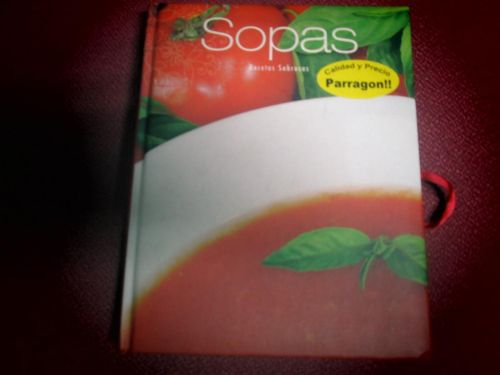 Sopas
Recetas Sabrosas
Calidad y Precio
Parragon!!